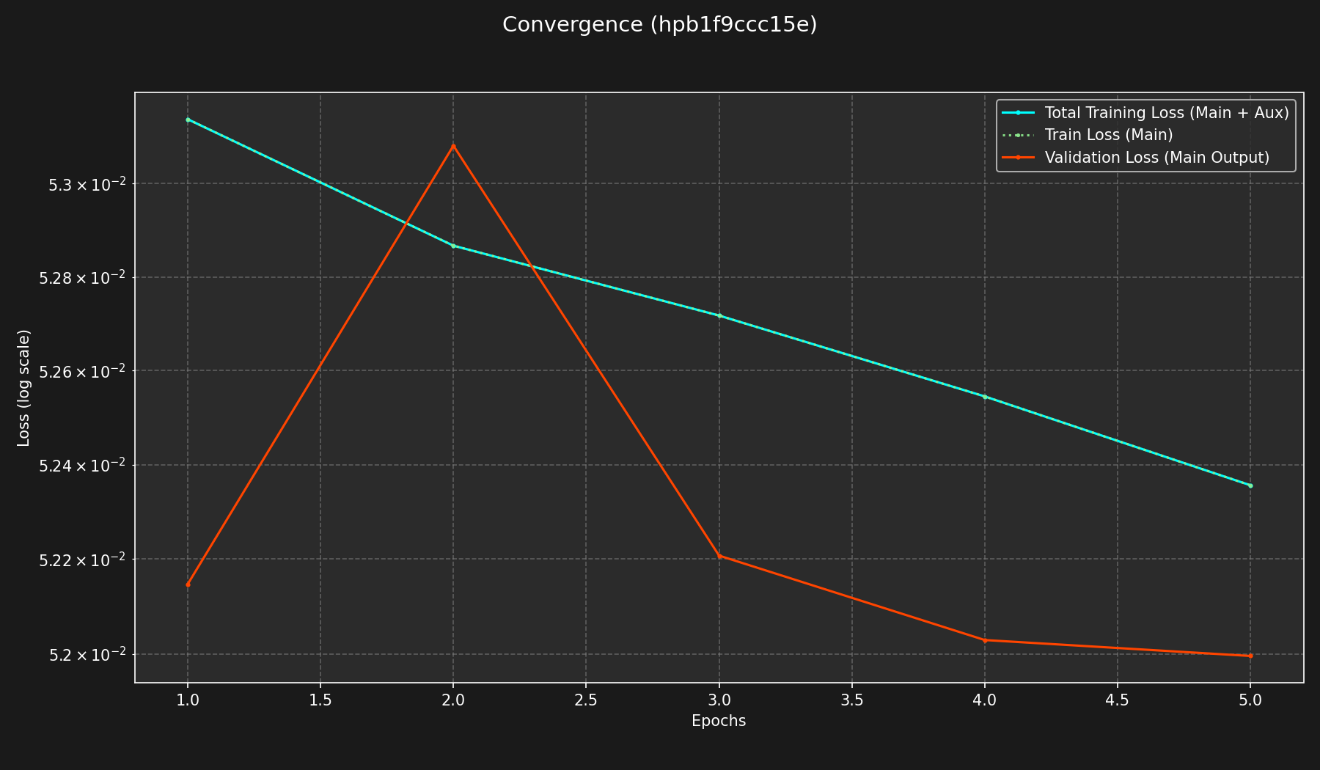 Convergence (hpb1f9ccc15e)
Total Training Loss (Main + Aux)
Train Loss (Main)
Validation Loss (Main Output)
5.3 × 10⁻²
5.28 × 10⁻²
5.26 × 10⁻²
5.24 × 10⁻²
5.22 × 10⁻²
5.2 × 10⁻²
Loss (log scale)
1.0 1.5 2.0 2.5 3.0 3.5 4.0 4.5 5.0
Epochs